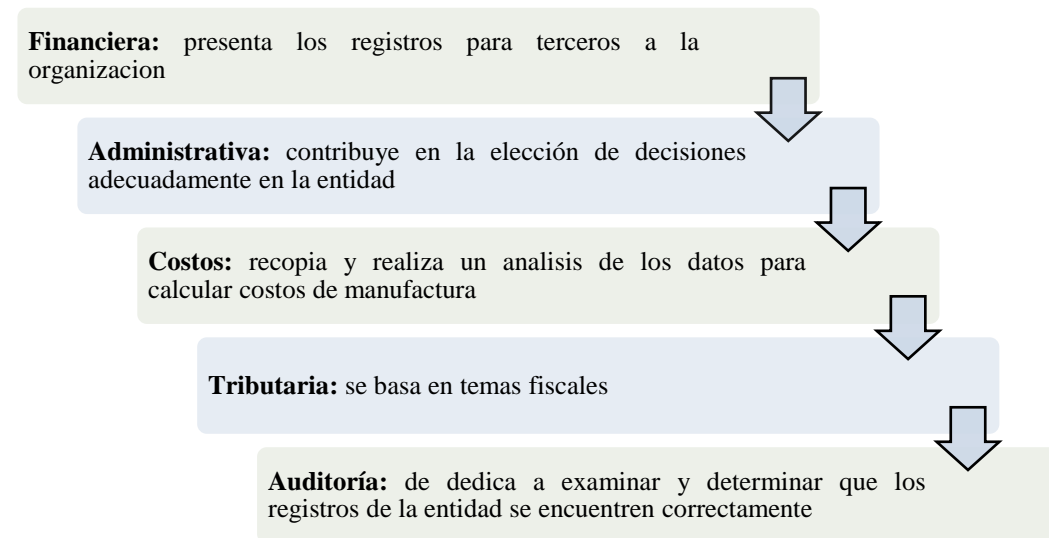 Financiera: presenta los registros para terceros a la
organizacion
Administrativa: contribuye en la elección de decisiones
adecuadamente en la entidad
Costos: recopia y realiza un analisis de los datos para
calcular costos de manufactura
Tributaria: se basa en temas fiscales
Auditoría: de dedica a examinar y determinar que los
registros de la entidad se encuentren correctamente